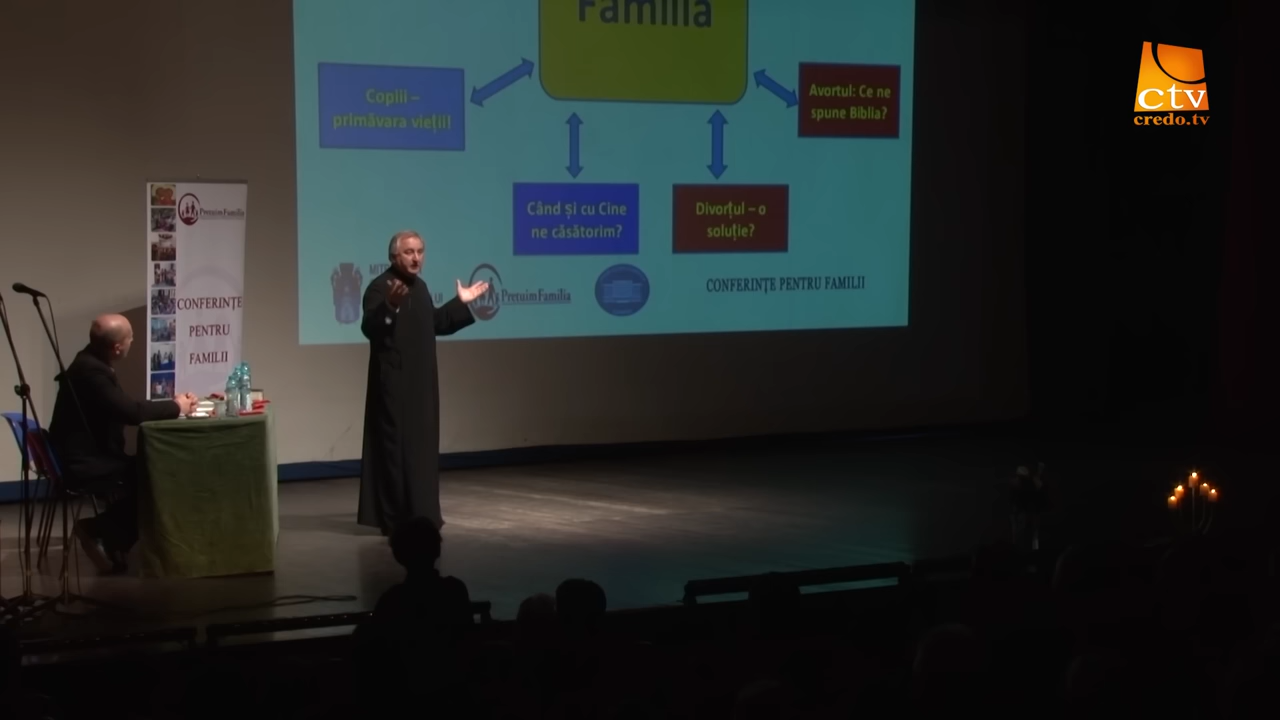 Familia
Copiii –
primăvara vieții!
Avortul: Ce ne
spune Biblia?
Când și cu Cine
ne căsătorim?
Divorțul – o
soluție?
PretuimFamilia
CONFERINȚE PENTRU FAMILII
PretuimFamilia
CONFERINȚE
PENTRU
FAMILII
ctv
credo.tv